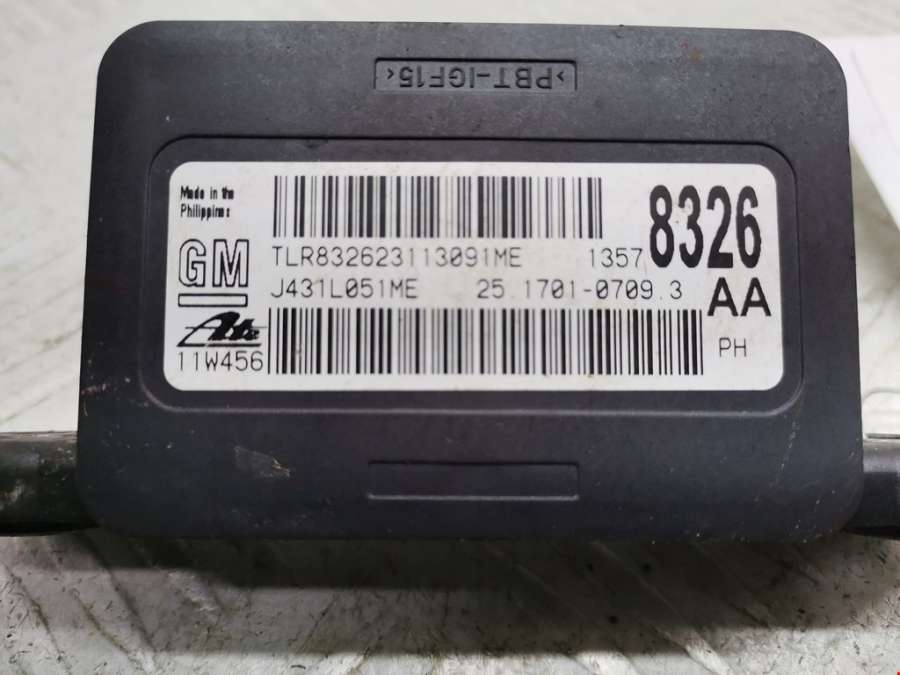 >PBT-IGF15<
Made in the
Philippines
GM
TLR832623113091ME 1357 8326
J431L051ME 25.1701-0709.3 AA
Ate
11W456 PH